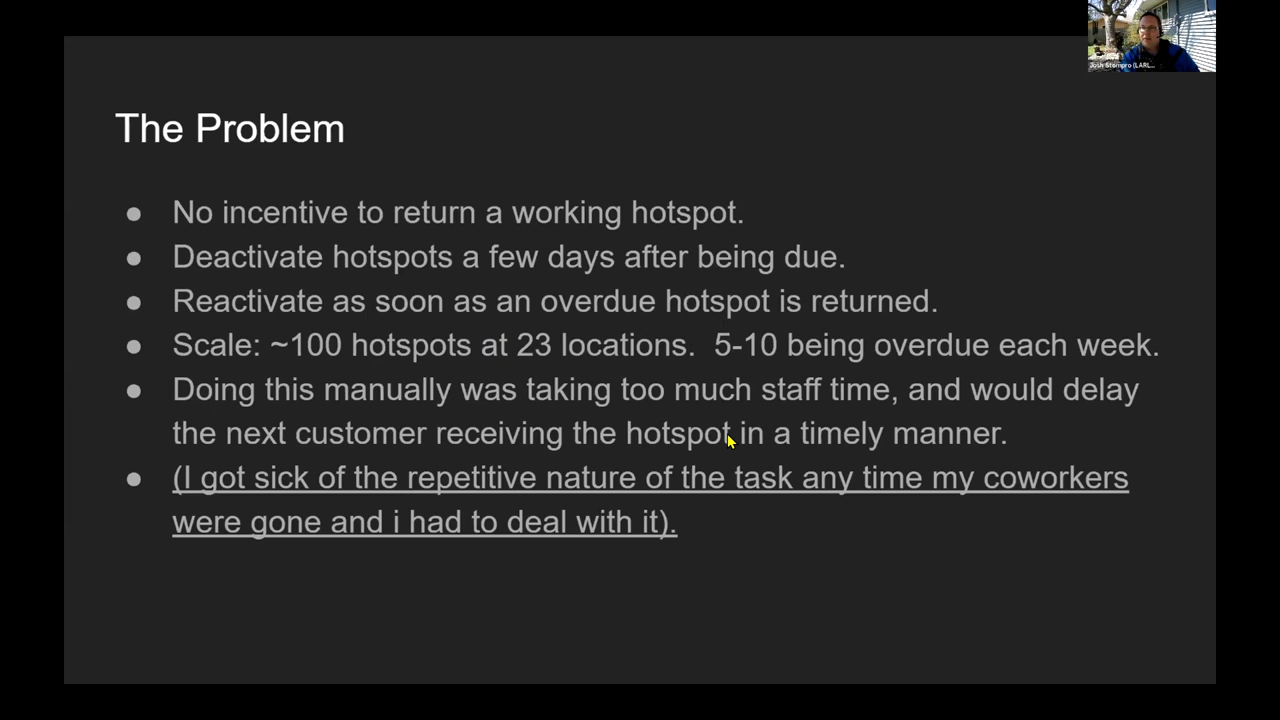 The Problem
● No incentive to return a working hotspot.
● Deactivate hotspots a few days after being due.
● Reactivate as soon as an overdue hotspot is returned.
● Scale: ~100 hotspots at 23 locations.  5-10 being overdue each week.
● Doing this manually was taking too much staff time, and would delay
the next customer receiving the hotspot in a timely manner.
● (I got sick of the repetitive nature of the task any time my coworkers
were gone and i had to deal with it).
Josh Stompro (LARL...